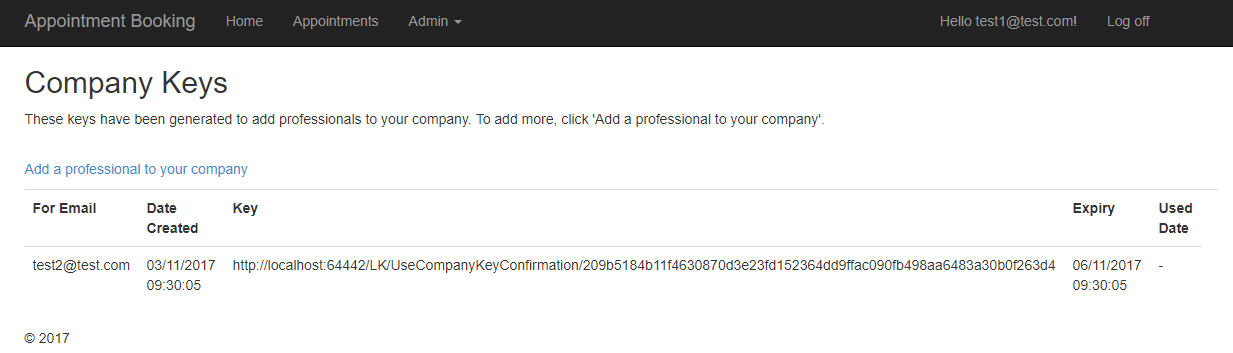 Appointment Booking Home Appointments Admin Hello test1@test.com! Log off
Company Keys
These keys have been generated to add professionals to your company. To add more, click 'Add a professional to your company'.
Add a professional to your company
For Email Date Created Key Expiry Used Date
test2@test.com 03/11/2017 09:30:05 http://localhost:64442/LK/UseCompanyKeyConfirmation/209b5184b11f4630870d3e23fd152364dd9ffac090fb498aa6483a30b0f263d4 06/11/2017 09:30:05 -
© 2017